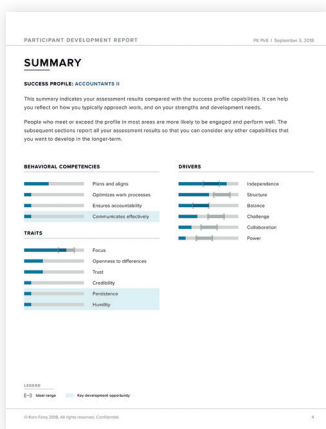 PARTICIPANT DEVELOPMENT REPORT
PE PMI I September 3, 2018
SUMMARY
SUCCESS PROFILE: ACCOUNTANTS II
This summary indicates your assessment results compared with the success profile capabilities. It can help
you reflect on how you typically approach work, and on your strengths and development needs.
People who meet or exceed the profile in most areas are more likely to be engaged and perform well. The
subsequent sections report all your assessment results so that you can consider any other capabilities that
you want to develop in the longer-term.
BEHAVIORAL COMPETENCIES
Plans and aligns
Optimizes work processes
Ensures accountability
Communicates effectively
TRAITS
Focus
Openness to differences
Trust
Credibility
Persistence
Humility
DRIVERS
Independence
Structure
Balance
Challenge
Collaboration
Power
LEGEND
Ideal range
Key development opportunity
© Korn Ferry 2018. All rights reserved. Confidential.
4